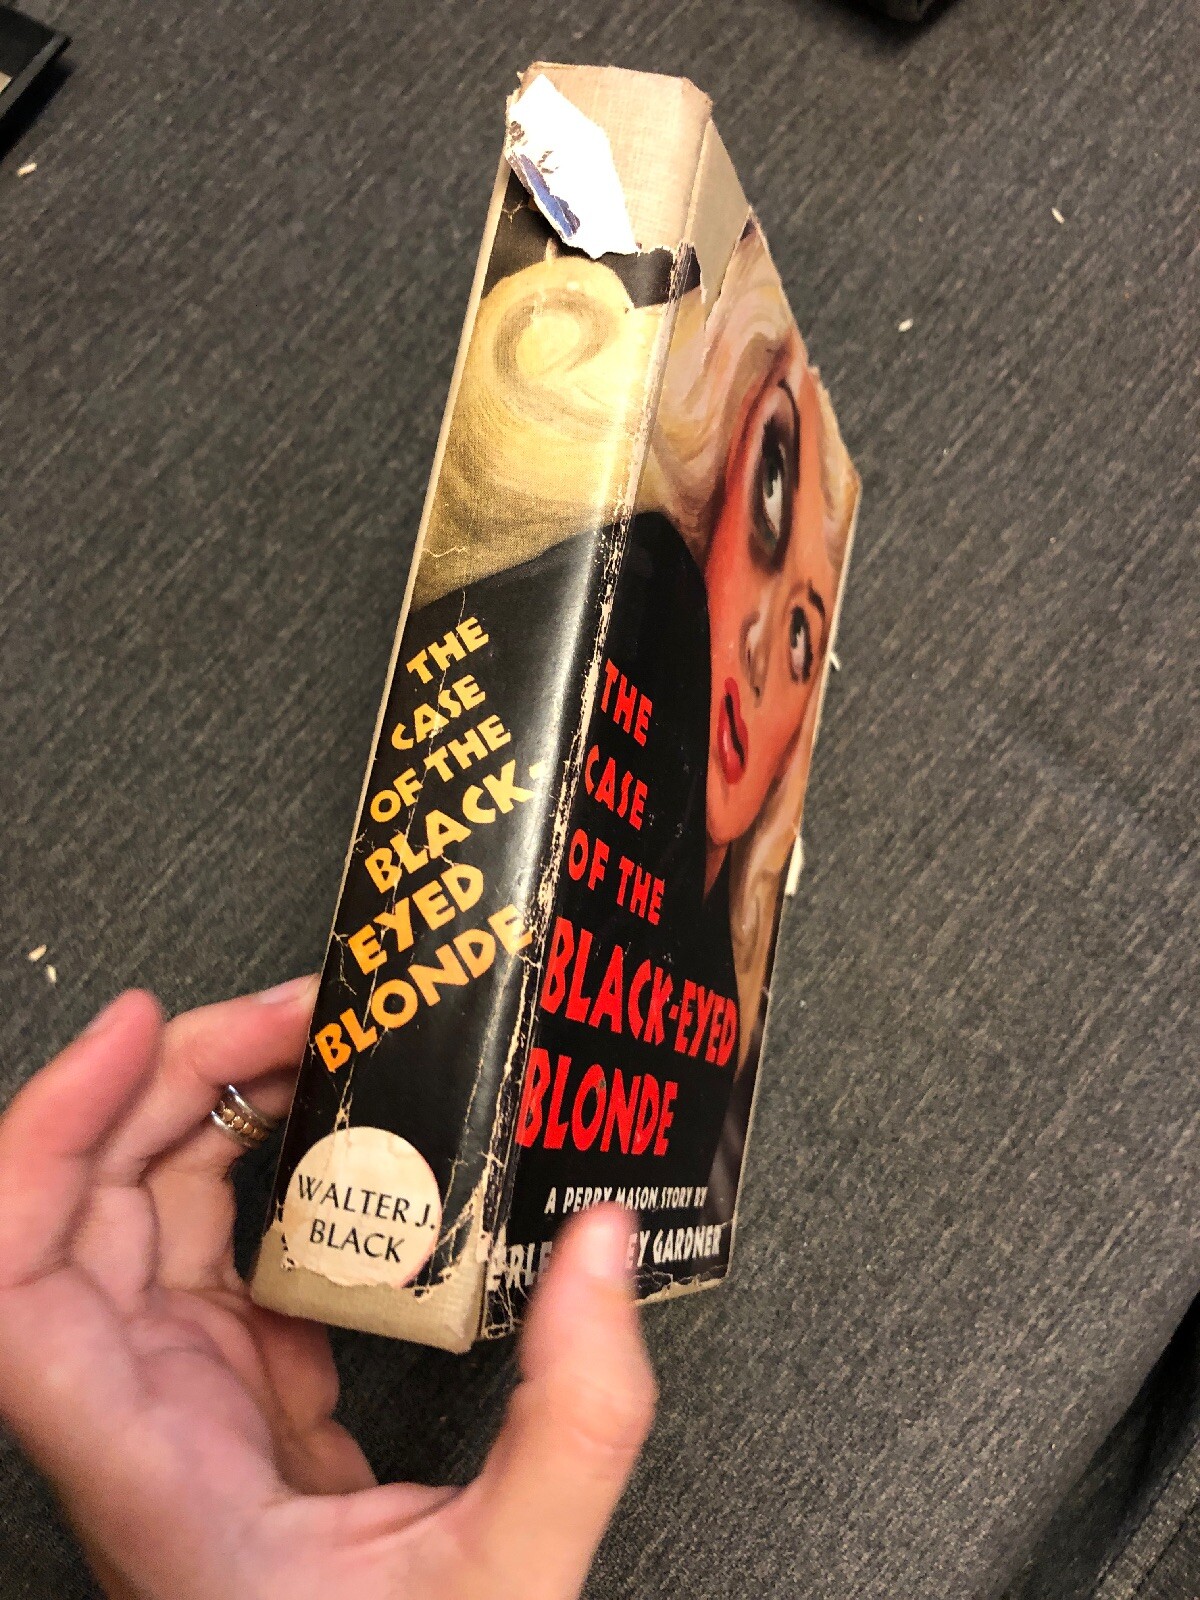 THE
CASE
OF THE
BLACK-
EYED
BLONDE
WALTER J.
BLACK
THE
CASE
OF THE
BLACK-EYED
BLONDE
A PERRY MASON STORY BY
GARDNER